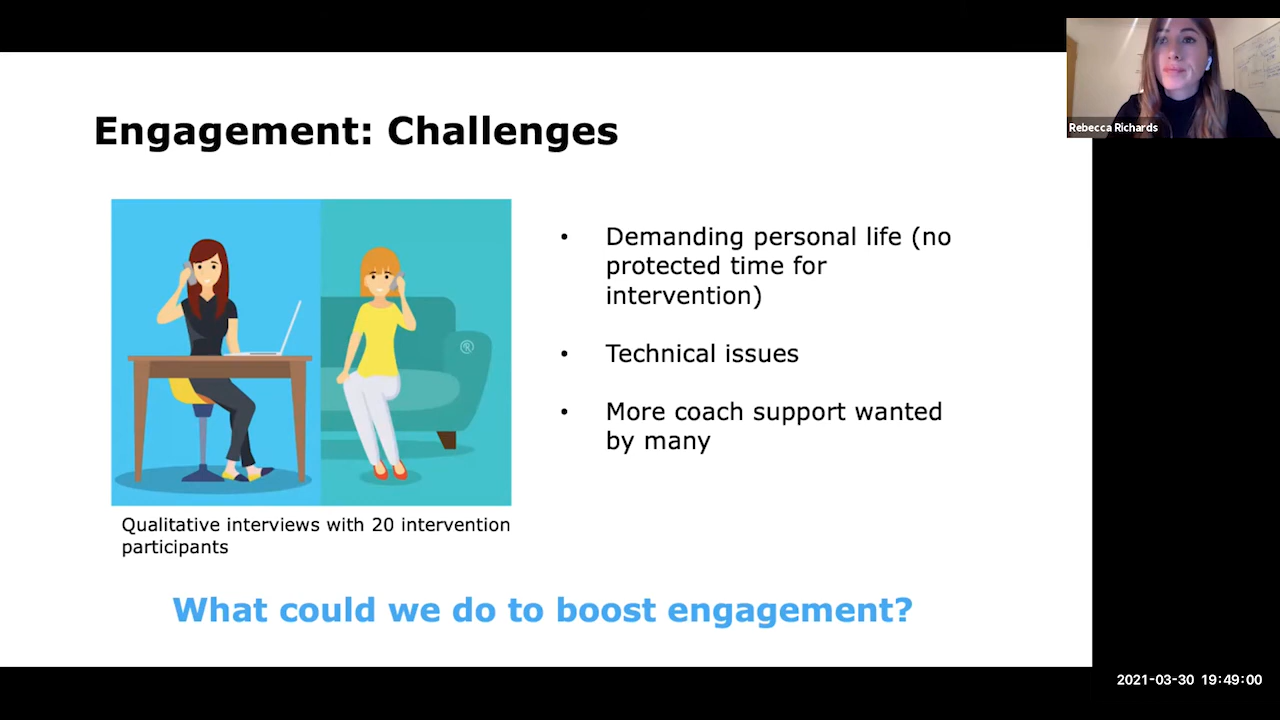 Engagement: Challenges
Rebecca Richards
• Demanding personal life (no
protected time for
intervention)
• Technical issues
• More coach support wanted
by many
®
Qualitative interviews with 20 intervention
participants
What could we do to boost engagement?
2021-03-30 19:49:00